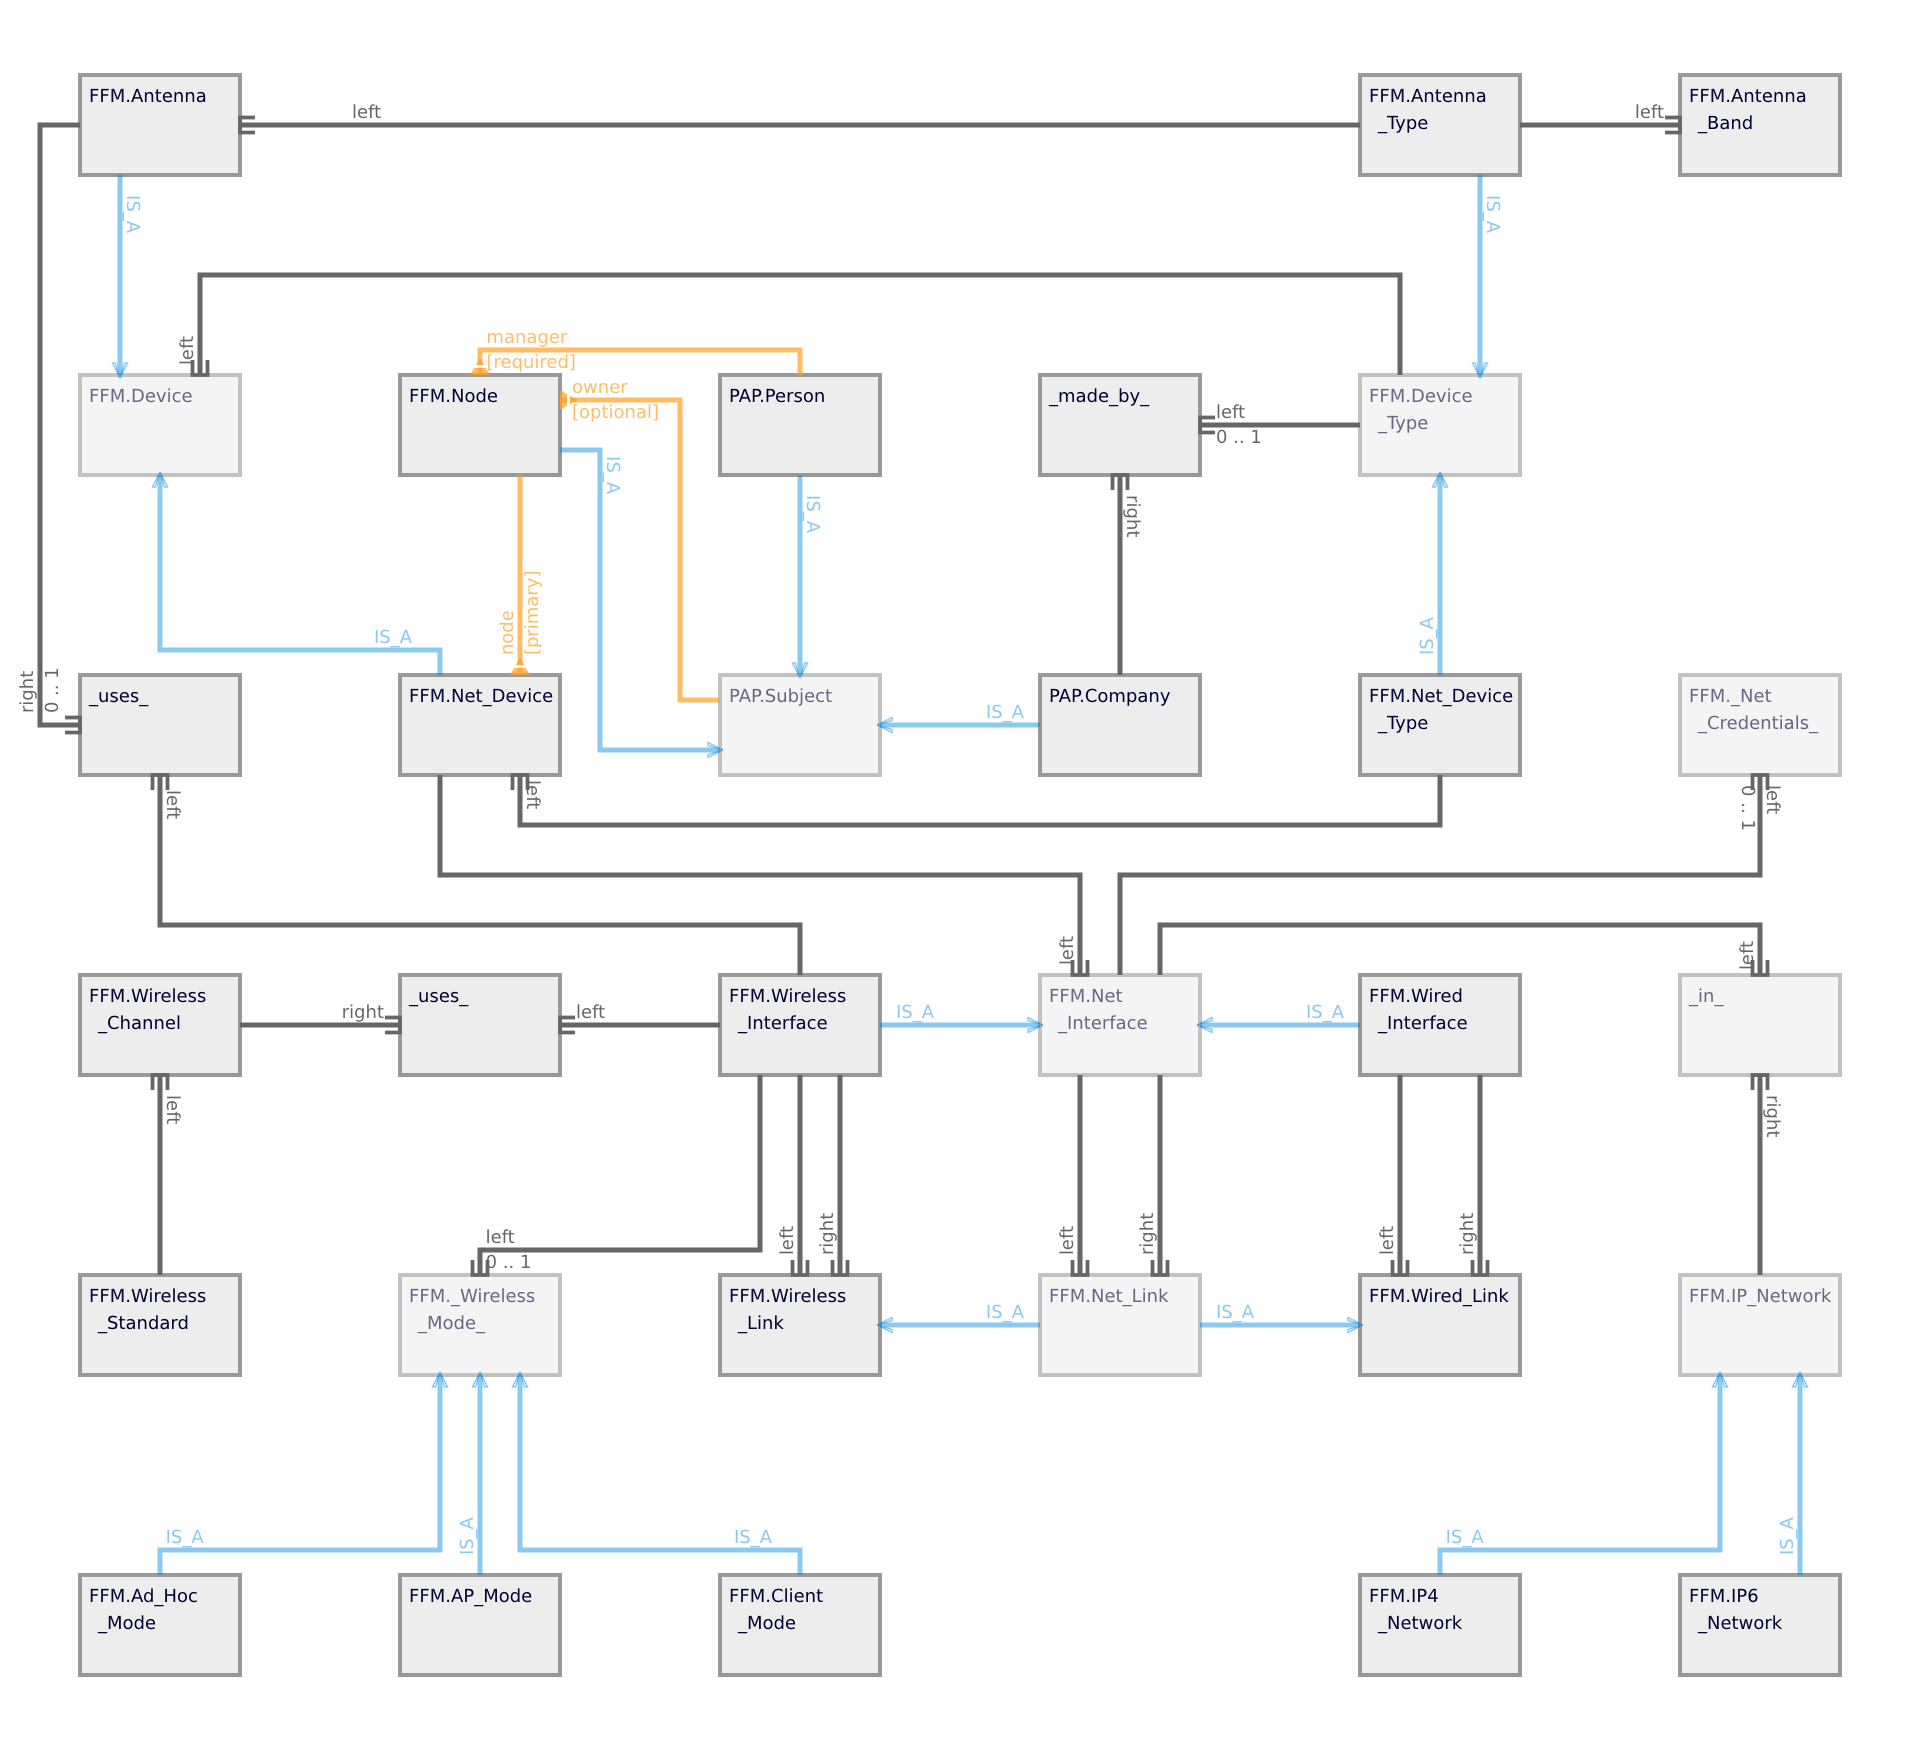 FFM.Antenna
left
FFM.Antenna
_Type
left
FFM.Antenna
_Band
IS_A
IS_A
left
manager
[required]
owner
[optional]
FFM.Device
FFM.Node
PAP.Person
_made_by_
left
0 .. 1
FFM.Device
_Type
IS_A
IS_A
right
node
[primary]
IS_A
IS_A
right
0 .. 1
_uses_
FFM.Net_Device
PAP.Subject
IS_A
PAP.Company
FFM.Net_Device
_Type
FFM._Net
_Credentials_
left
left
left
0 .. 1
left
left
FFM.Wireless
_Channel
right
_uses_
left
FFM.Wireless
_Interface
IS_A
FFM.Net
_Interface
IS_A
FFM.Wired
_Interface
_in_
left
right
left
0 .. 1
left
right
left
right
left
right
FFM.Wireless
_Standard
FFM._Wireless
_Mode_
FFM.Wireless
_Link
IS_A
FFM.Net_Link
IS_A
FFM.Wired_Link
FFM.IP_Network
IS_A
IS_A
IS_A
IS_A
IS_A
FFM.Ad_Hoc
_Mode
FFM.AP_Mode
FFM.Client
_Mode
FFM.IP4
_Network
FFM.IP6
_Network